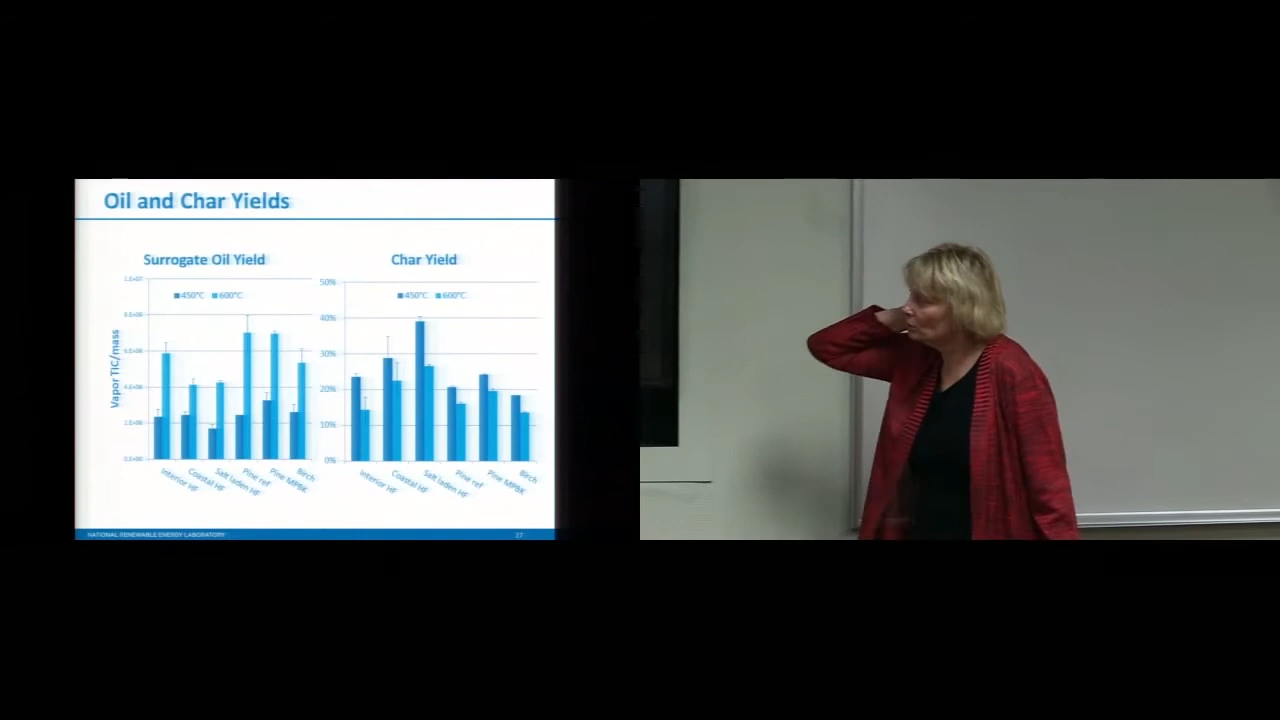 Oil and Char Yields
Surrogate Oil Yield
450°C 600°C
Vapor TIC/mass
Interior HF
Coastal HF
Salt laden HF
Pine ref
Pine MPBK
Birch
Char Yield
50%
450°C 600°C
40%
30%
20%
10%
0%
Interior HF
Coastal HF
Salt laden HF
Pine ref
Pine MPBK
Birch
NATIONAL RENEWABLE ENERGY LABORATORY
27